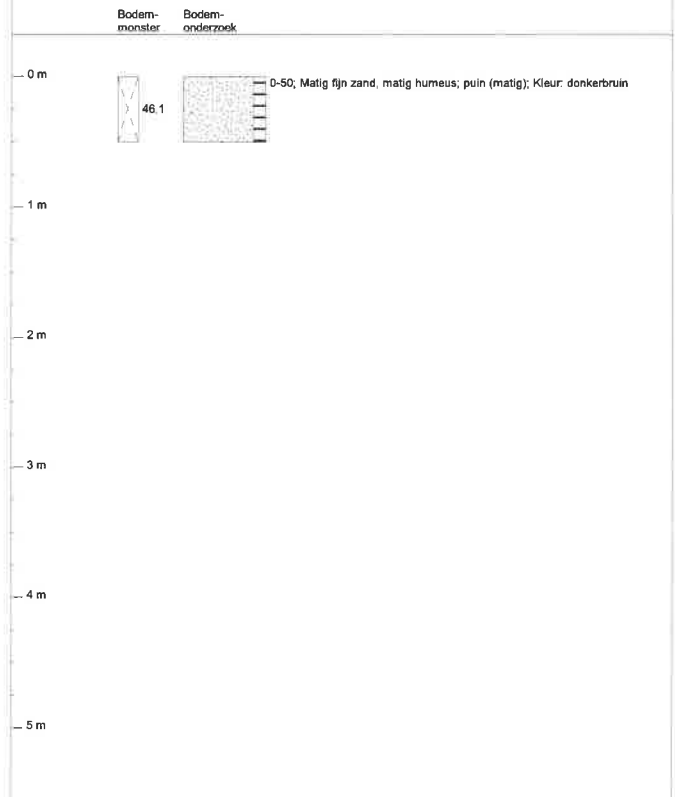 Bodem- Bodem-
monster onderzoek
0 m
0-50; Matig fijn zand, matig humeus; puin (matig); Kleur: donkerbruin
46.1
1 m
2 m
3 m
4 m
5 m